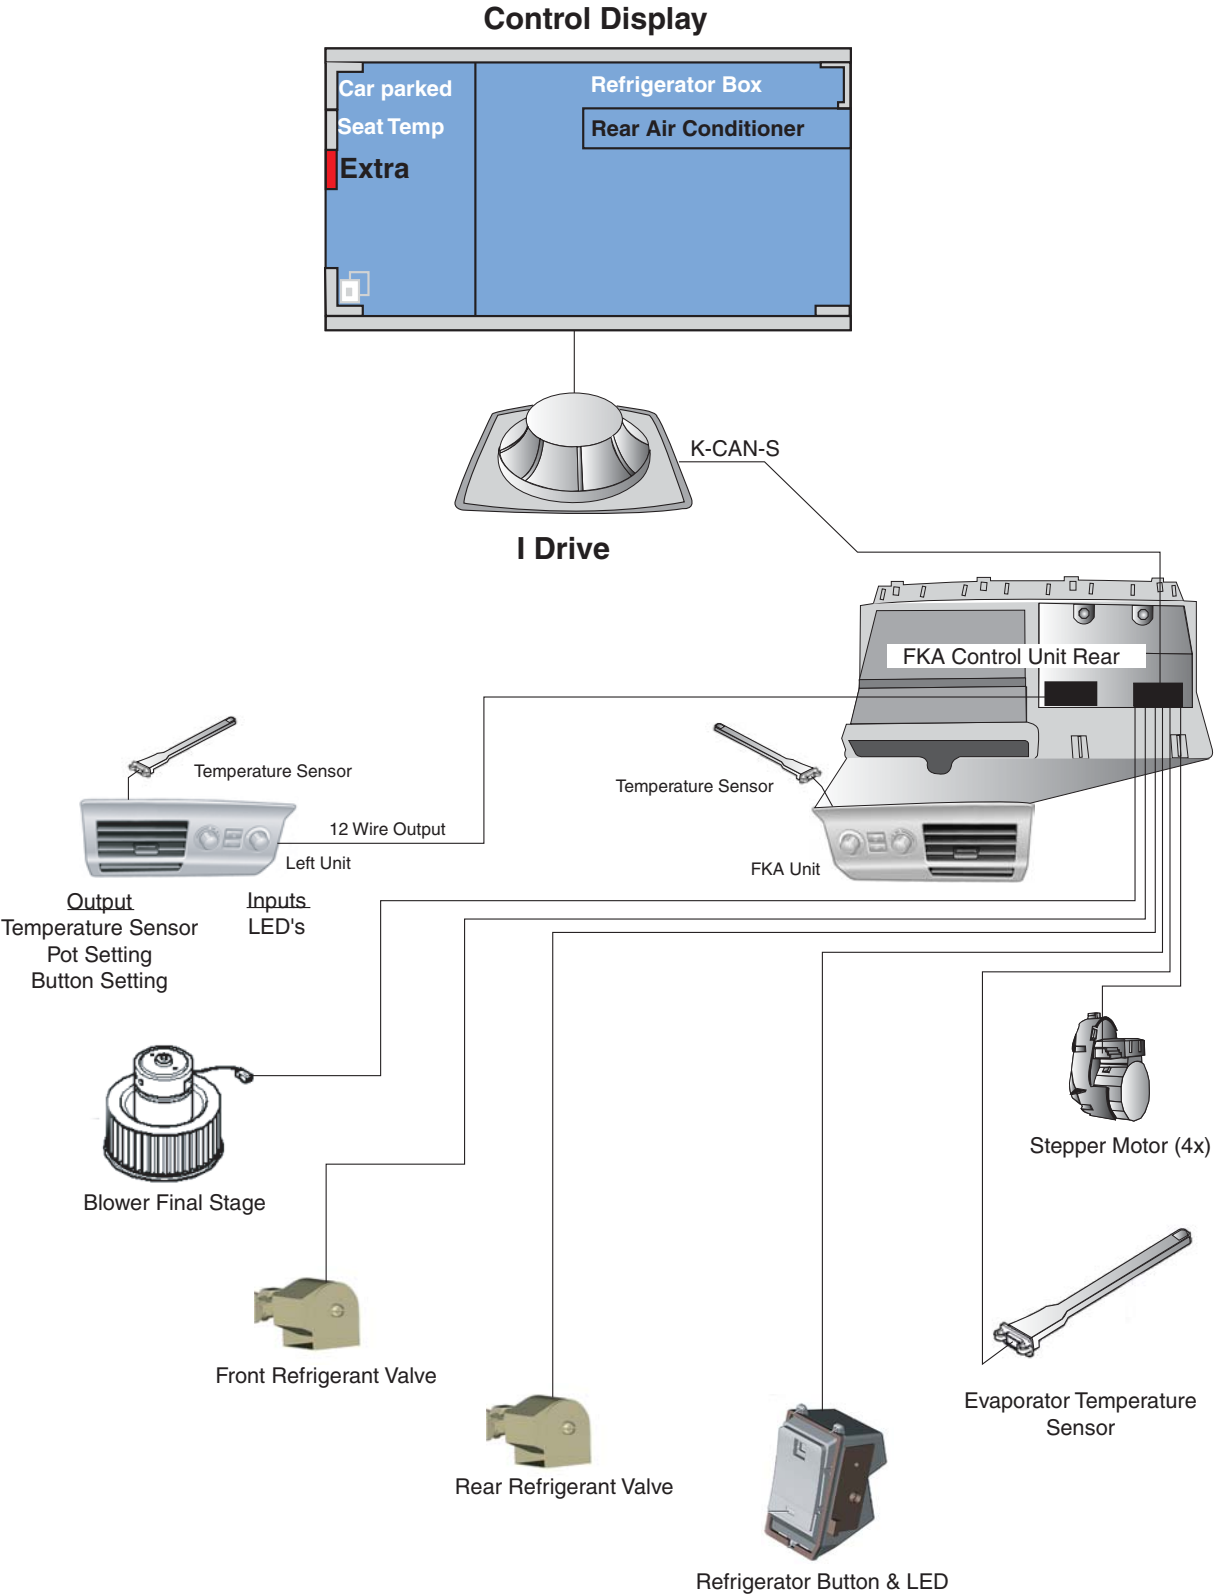 Control Display
Car parked
Refrigerator Box
Seat Temp
Rear Air Conditioner
Extra
K-CAN-S
I Drive
FKA Control Unit Rear
Temperature Sensor
Temperature Sensor
12 Wire Output
Left Unit
FKA Unit
Output
Temperature Sensor
Pot Setting
Button Setting
Inputs
LED's
Stepper Motor (4x)
Blower Final Stage
Front Refrigerant Valve
Evaporator Temperature
Sensor
Rear Refrigerant Valve
Refrigerator Button & LED